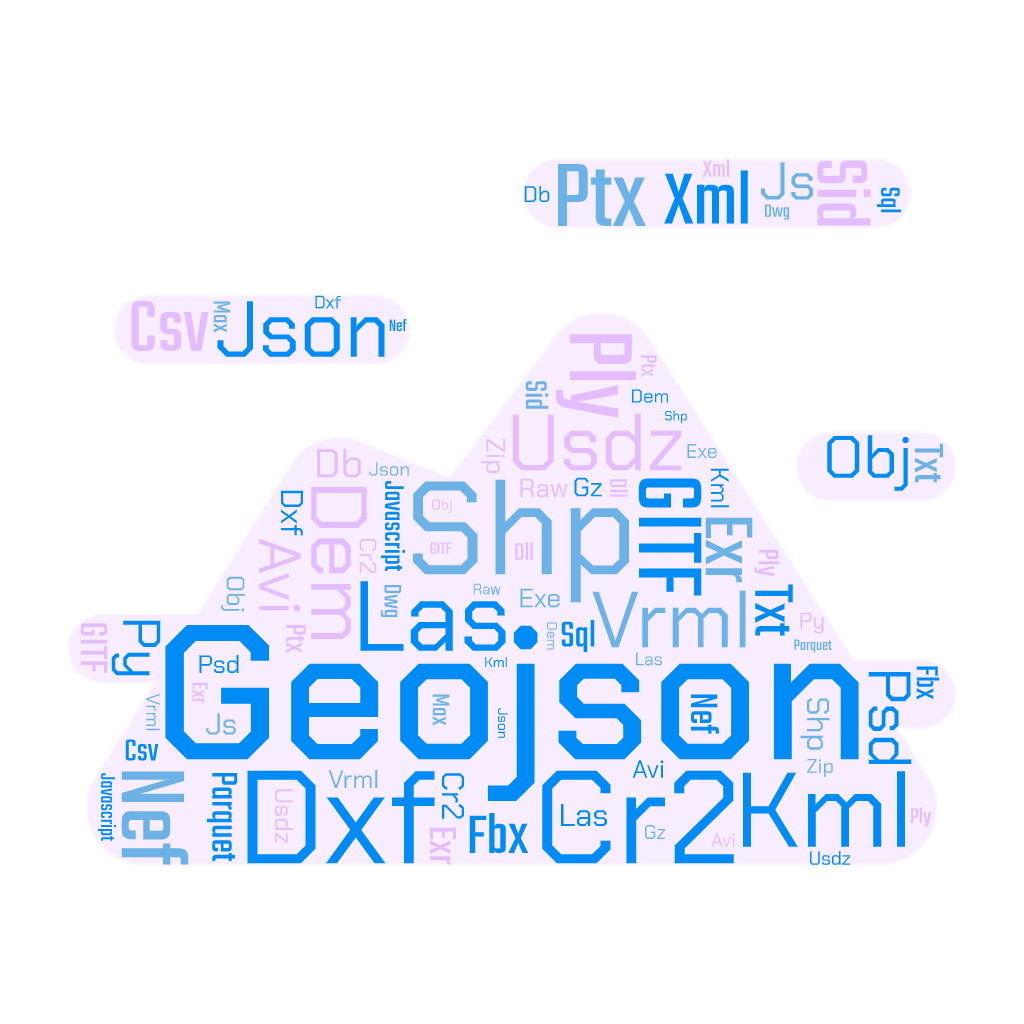 Db Ptx Xml Xml Js Dwg Sid Sql
Csv Max Json Dxf Nef
Ply Ptx
Sid Dem Shp
Zip Usdz Exe
Obj Txt
Db Json Javascript
Raw Gz Dll GlTF Kml
Dxf Dem Shp Obj GlTF Dll Exr
Avi Cr2 Ply
Obj Ptx Las Dwg Raw Exe Vrml Txt
Dem Sql Py
GlTF Py Kml Las Parquet
Geojson
Psd Exr Js Max Json Nef Shp Psd Fbx
Vrml Csv Zip
Javascript Nef Parquet Dxf Usdz Vrml Cr2 Exr Fbx Cr2 Las Avi Gz Avi Kml Ply
Usdz